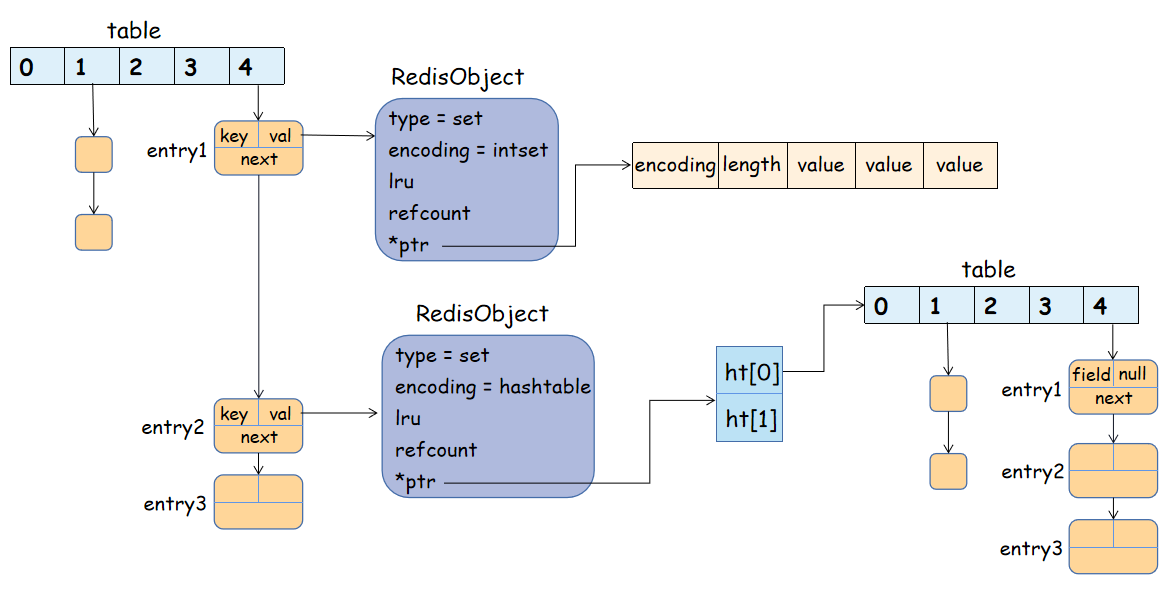 table
0 1 2 3 4
RedisObject
type = set
encoding = intset
lru
refcount
*ptr
entry1
key val
next
encoding length value value value
RedisObject
type = set
encoding = hashtable
lru
refcount
*ptr
entry2
key val
next
entry3
ht[0]
ht[1]
table
0 1 2 3 4
entry1
field null
next
entry2
entry3